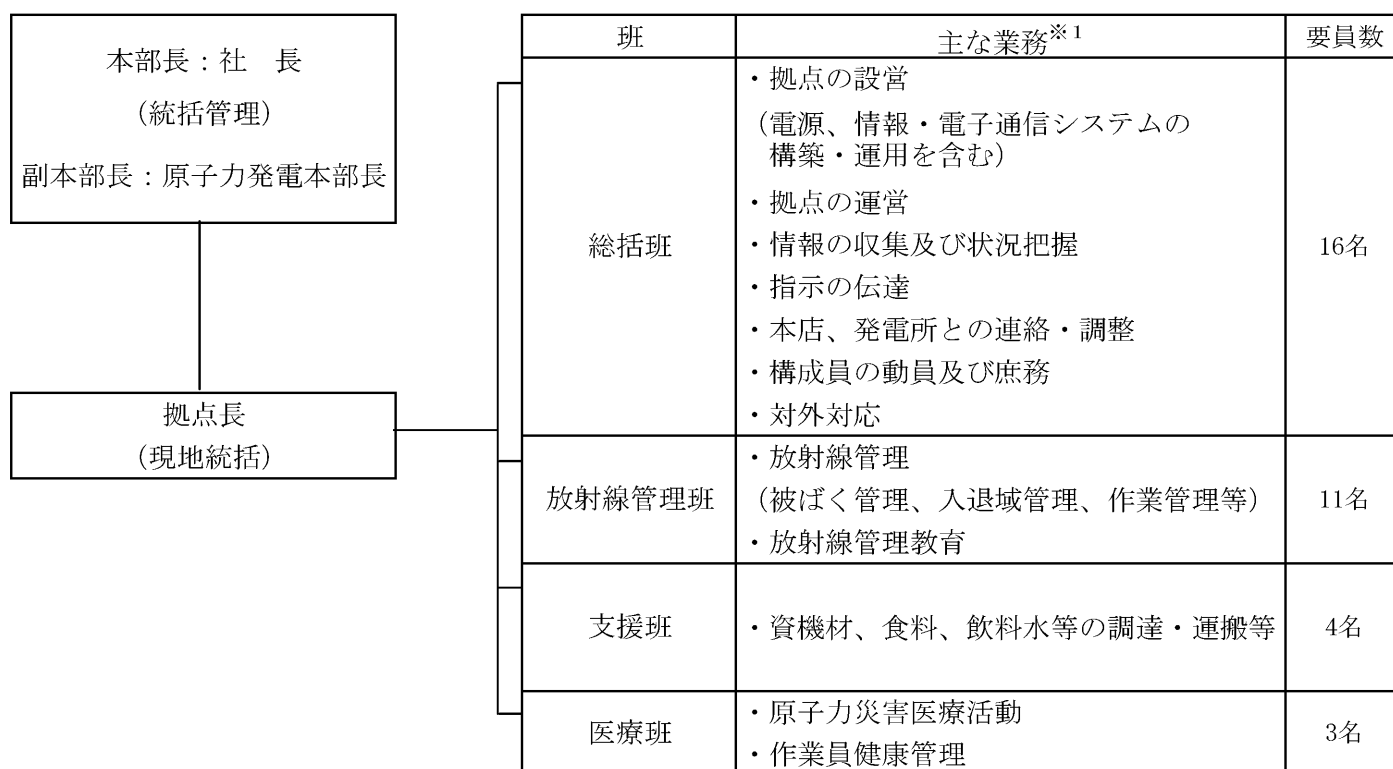 本部長：社　長
（統括管理）
副本部長：原子力発電本部長
拠点長
（現地統括）
班
主な業務※1
要員数
総括班
・拠点の設営
（電源、情報・電子通信システムの
構築・運用を含む）
・拠点の運営
・情報の収集及び状況把握
・指示の伝達
・本店、発電所との連絡・調整
・構成員の動員及び庶務
・対外対応
16名
放射線管理班
・放射線管理
（被ばく管理、入退域管理、作業管理等）
・放射線管理教育
11名
支援班
・資機材、食料、飲料水等の調達・運搬等
4名
医療班
・原子力災害医療活動
・作業員健康管理
3名